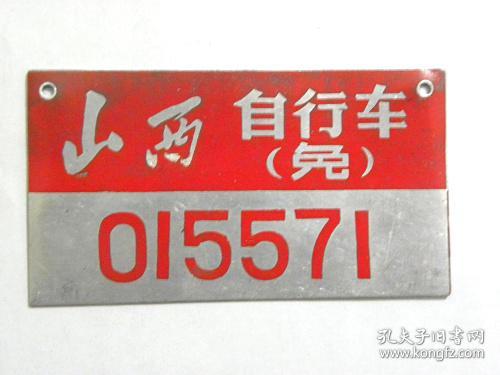 山西 自行车
（免）
015571
孔夫子旧书网
www.kongfz.com